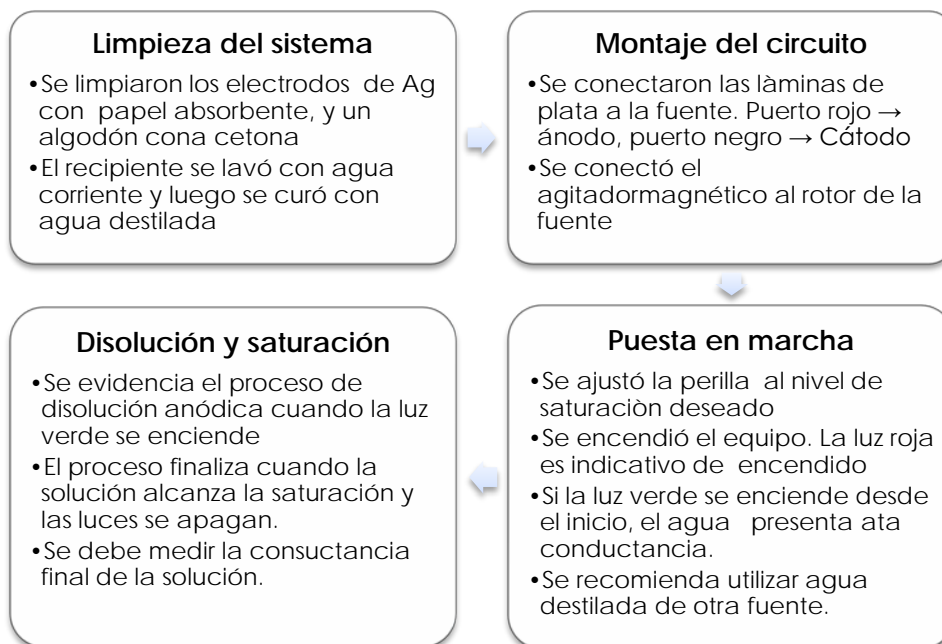 Limpieza del sistema
•Se limpiaron los electrodos de Ag
con papel absorbente, y un
algodón cona cetona
•El recipiente se lavó con agua
corriente y luego se curó con
agua destilada
Montaje del circuito
•Se conectaron las làminas de
plata a la fuente. Puerto rojo →
ánodo, puerto negro → Cátodo
•Se conectó el
agitadormagnético al rotor de la
fuente
Puesta en marcha
•Se ajustó la perilla al nivel de
saturaciòn deseado
•Se encendió el equipo. La luz roja
es indicativo de encendido
•Si la luz verde se enciende desde
el inicio, el agua presenta ata
conductancia.
•Se recomienda utilizar agua
destilada de otra fuente.
Disolución y saturación
•Se evidencia el proceso de
disolución anódica cuando la luz
verde se enciende
•El proceso finaliza cuando la
solución alcanza la saturación y
las luces se apagan.
•Se debe medir la consuctancia
final de la solución.